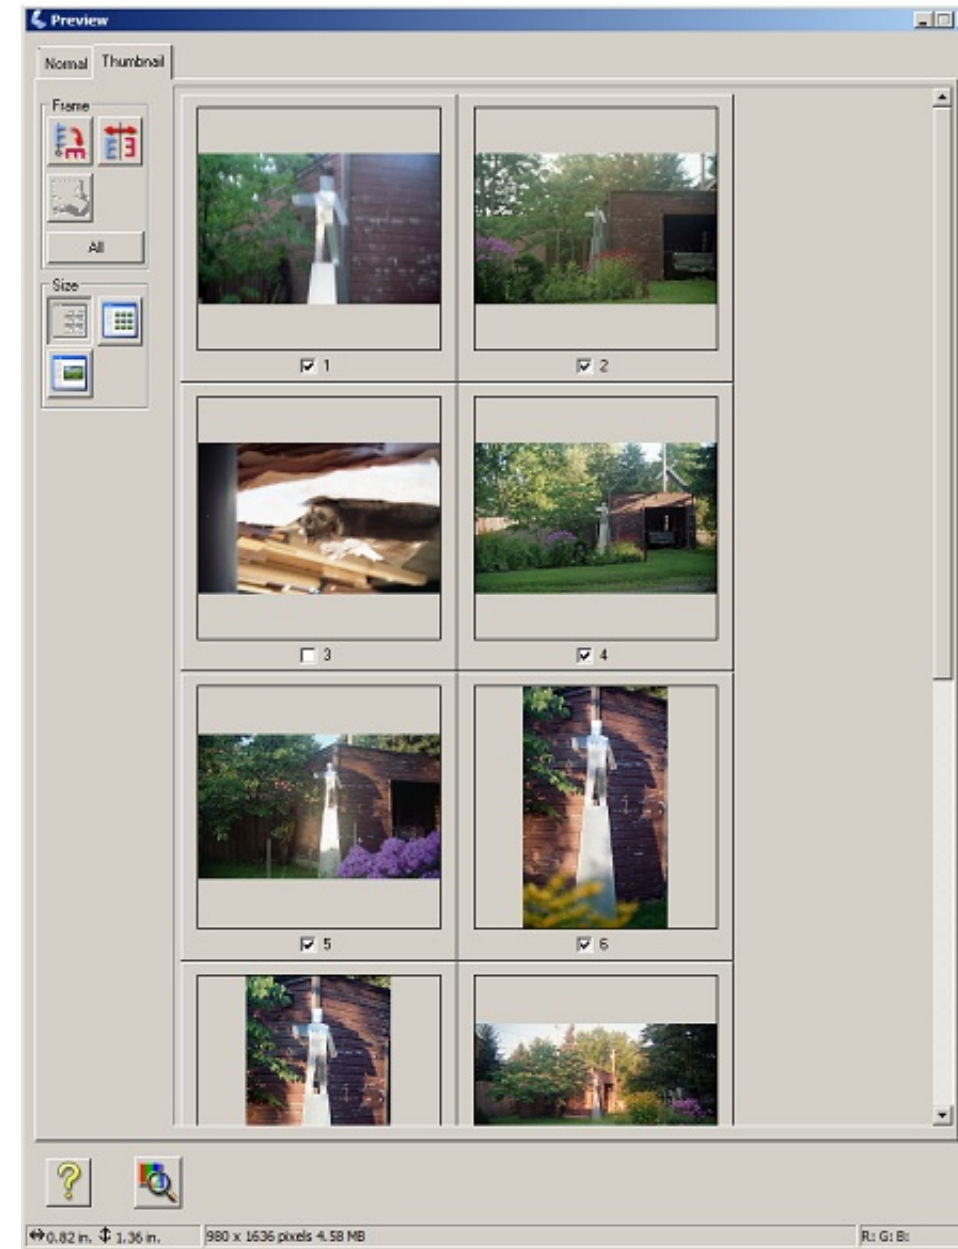 Preview
Normal Thumbnail
Frame
All
Size
1
2
3
4
5
6
0.82 in. 1.36 in. 980 x 1636 pixels 4.58 MB R: G: B: